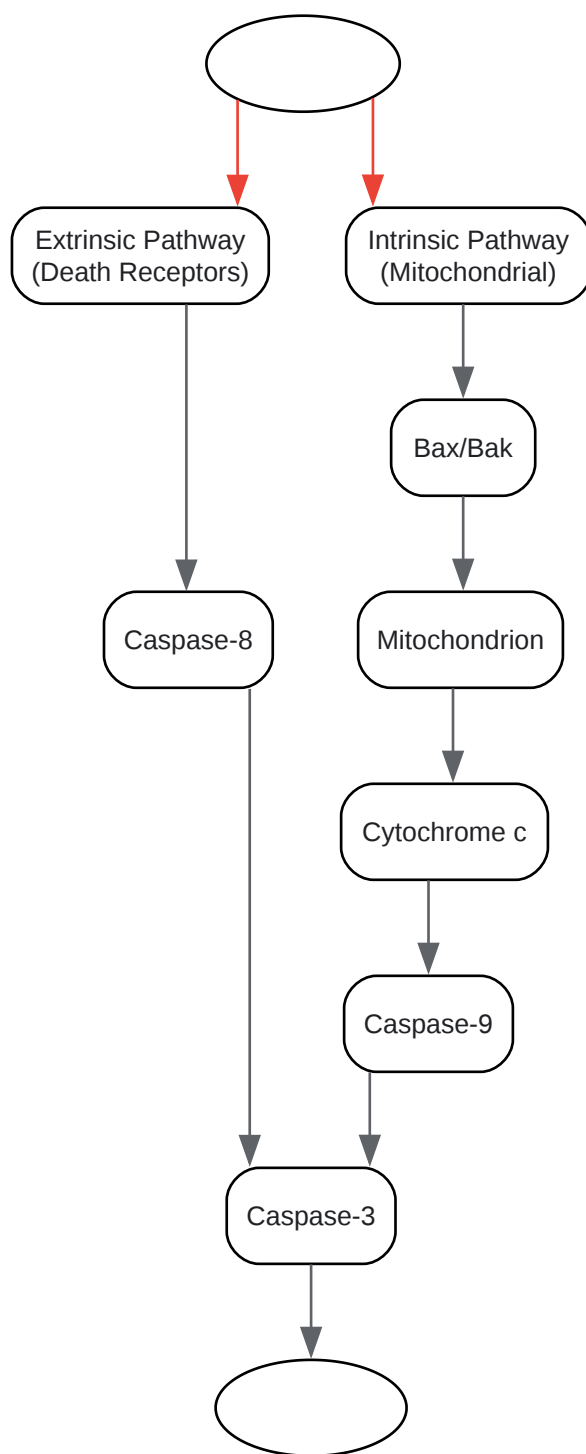 Extrinsic Pathway
(Death Receptors)
Intrinsic Pathway
(Mitochondrial)
Bax/Bak
Caspase-8
Mitochondrion
Cytochrome c
Caspase-9
Caspase-3